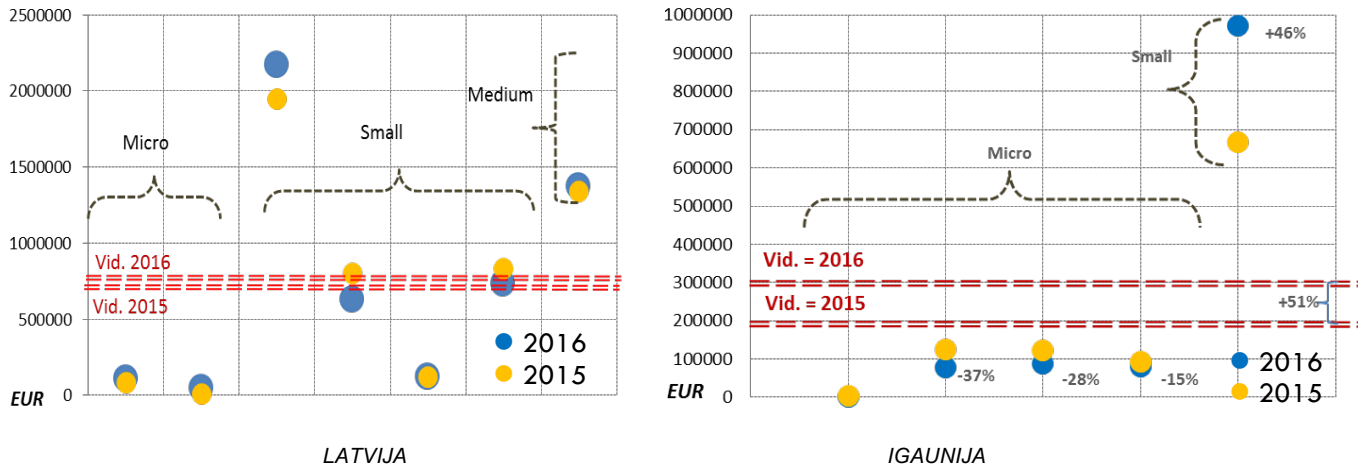 2500000
2000000
1500000
1000000
500000
0
EUR
Micro
Small
Medium
Vid. 2016
Vid. 2015
2016
2015
LATVIJA
1000000
900000
800000
700000
600000
500000
400000
300000
200000
100000
0
EUR
Micro
Small
+46%
Vid. = 2016
Vid. = 2015
+51%
-37%
-28%
-15%
2016
2015
IGAUNIJA